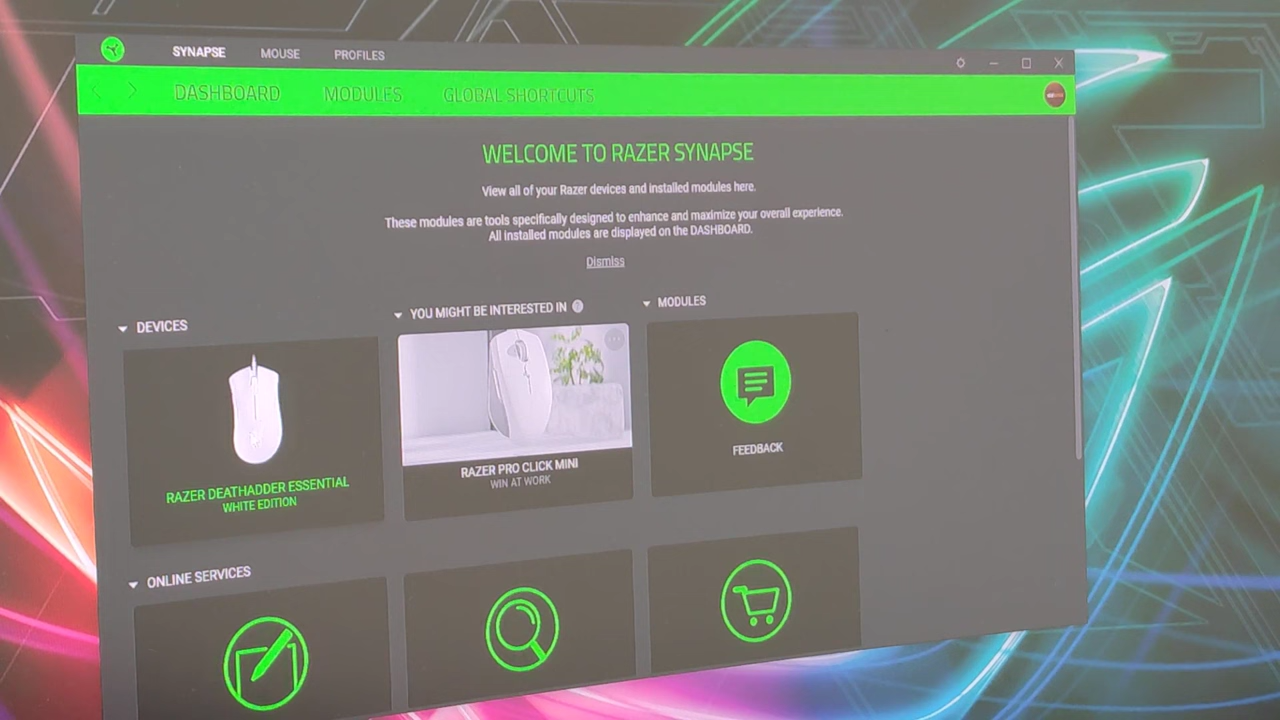 SYNAPSE MOUSE PROFILES
DASHBOARD MODULES GLOBAL SHORTCUTS
WELCOME TO RAZER SYNAPSE
View all of your Razer devices and installed modules here.
These modules are tools specifically designed to enhance and maximize your overall experience.
All installed modules are displayed on the DASHBOARD.
Dismiss
DEVICES
YOU MIGHT BE INTERESTED IN
MODULES
RAZER DEATHADDER ESSENTIAL
WHITE EDITION
RAZER PRO CLICK MINI
WIN AT WORK
FEEDBACK
ONLINE SERVICES